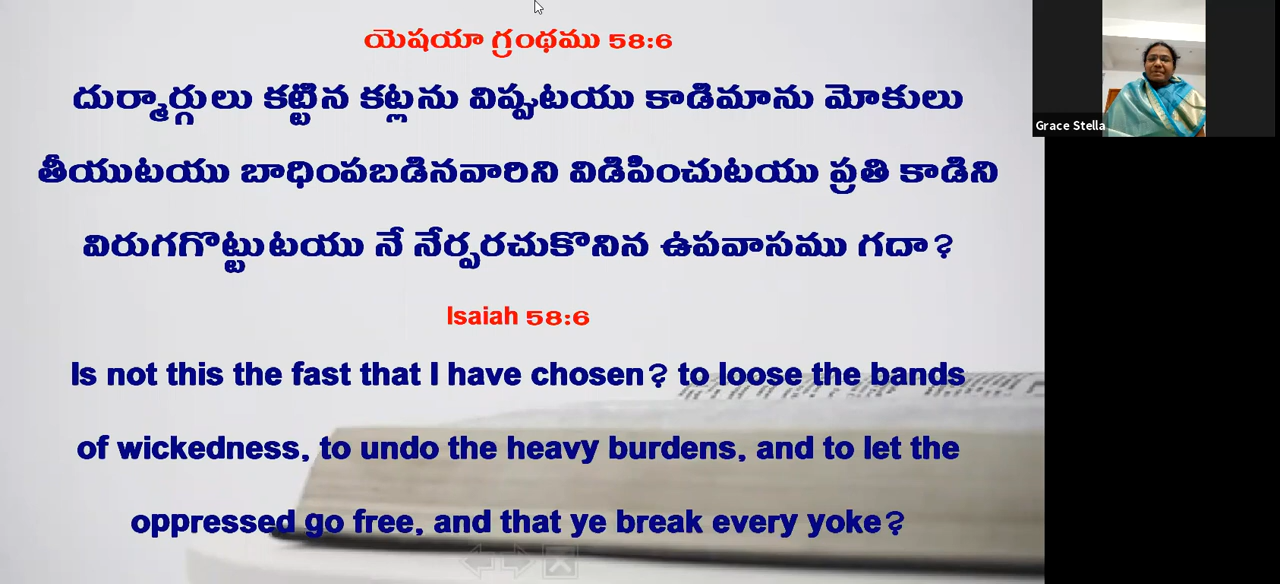 యెషయా గ్రంథము 58:6
దుర్మార్గులు కట్టిన కట్లను విప్పుటయు కాడిమాను మోకులు
తీయుటయు బాధింపబడినవారిని విడిపించుటయు ప్రతి కాడిని
విరుగగొట్టుటయు నే నేర్పరచుకొనిన ఉపవాసము గదా?
Isaiah 58:6
Is not this the fast that I have chosen? to loose the bands
of wickedness, to undo the heavy burdens, and to let the
oppressed go free, and that ye break every yoke?
Grace Stella